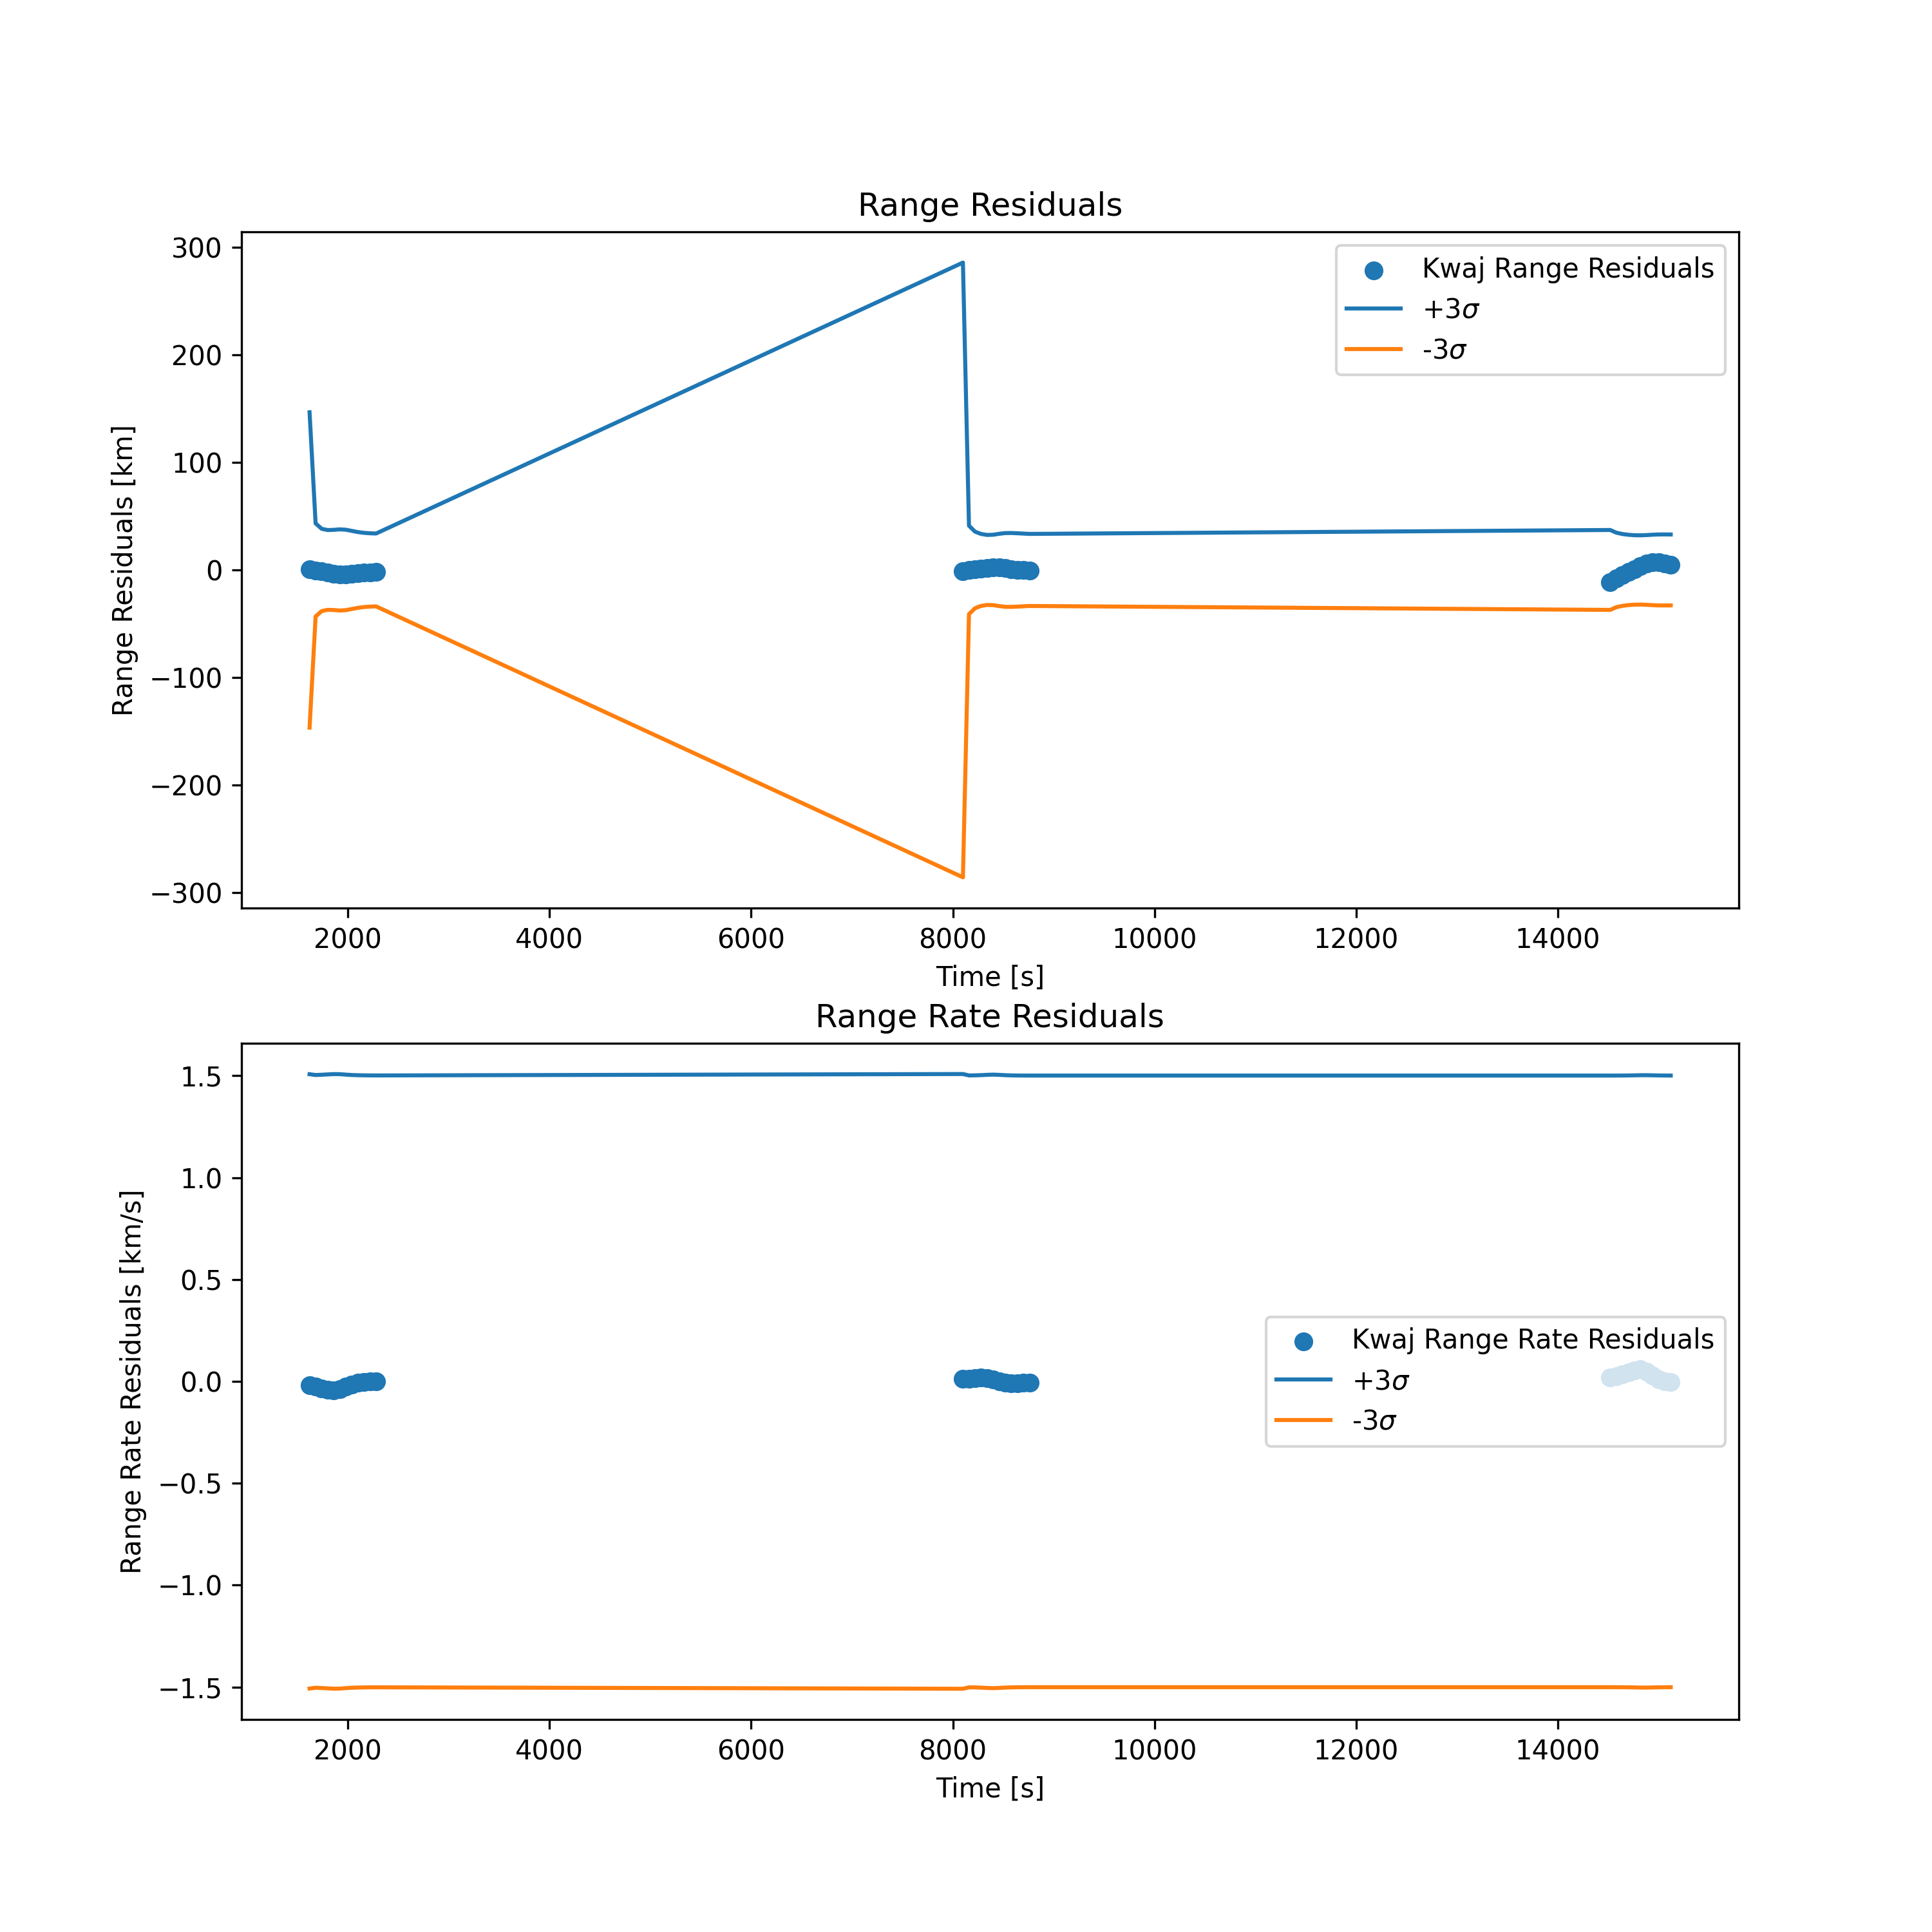 Range Residuals
300
200
100
0
−100
−200
−300
Range Residuals [km]
Kwaj Range Residuals
+3σ
-3σ
2000 4000 6000 8000 10000 12000 14000
Time [s]
Range Rate Residuals
1.5
1.0
0.5
0.0
−0.5
−1.0
−1.5
Range Rate Residuals [km/s]
Kwaj Range Rate Residuals
+3σ
-3σ
2000 4000 6000 8000 10000 12000 14000
Time [s]